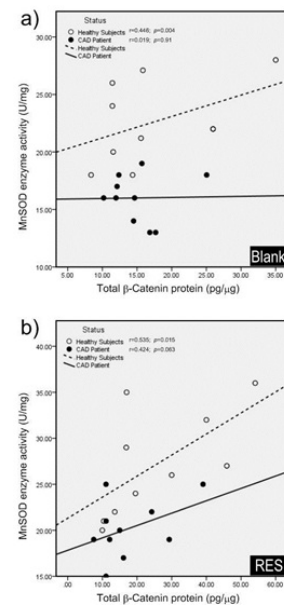 a)
Status
Healthy Subjects r=0.448; p=0.004
CAD Patient r=0.019; p=0.91
Healthy Subjects
CAD Patient
MnSOD enzyme activity (U/mg)
30.00
25.00
20.00
15.00
10.00
5.00 10.00 15.00 20.00 25.00 30.00 35.00
Total β-Catenin protein (pg/μg)
Blank
b)
Status
Healthy Subjects r=0.535; p=0.015
CAD Patient r=0.424; p=0.063
Healthy Subjects
CAD Patient
MnSOD enzyme activity (U/mg)
40.00
35.00
30.00
25.00
20.00
15.00
.00 10.00 20.00 30.00 40.00 50.00 60.00
Total β-Catenin protein (pg/μg)
RES